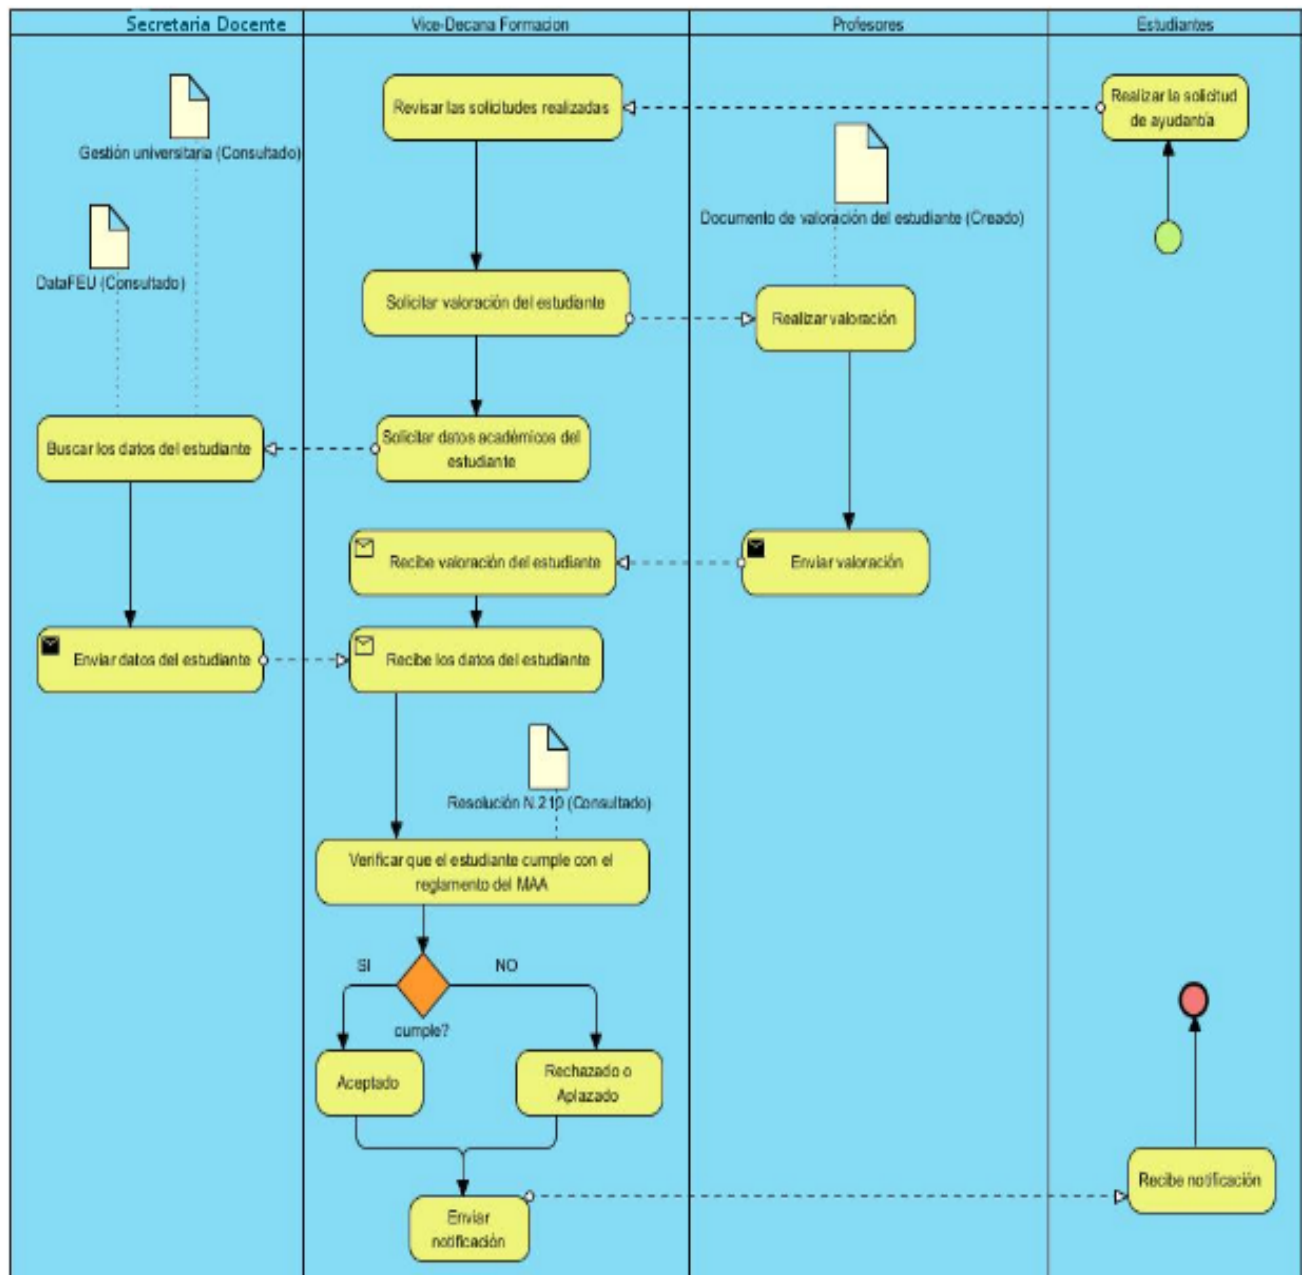 Secretaria Docente
Vice-Decana Formacion
Profesores
Estudiantes
Revisar las solicitudes realizadas
Realizar la solicitud
de ayudantía
Gestión universitaria (Consultado)
Documento de valoración del estudiante (Creado)
DataFEU (Consultado)
Solicitar valoración del estudiante
Realizar valoración
Buscar los datos del estudiante
Solicitar datos académicos del
estudiante
Recibe valoración del estudiante
Enviar valoración
Enviar datos del estudiante
Recibe los datos del estudiante
Resolución N.210 (Consultado)
Verificar que el estudiante cumple con el
reglamento del MAA
SI
NO
cumple?
Aceptado
Rechazado o
Aplazado
Recibe notificación
Enviar
notificación